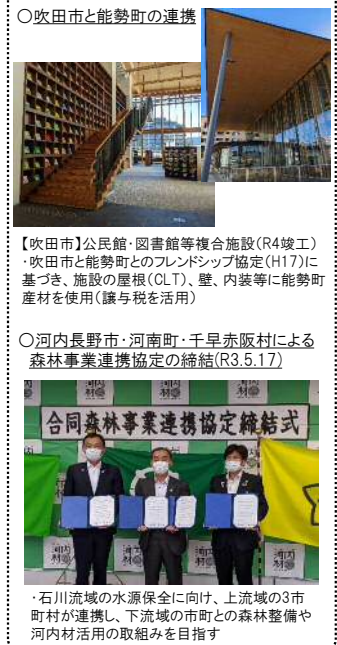 〇吹田市と能勢町の連携
【吹田市】公民館・図書館等複合施設(R4竣工)
・吹田市と能勢町とのフレンドシップ協定(H17)に
基づき、施設の屋根(CLT)、壁、内装等に能勢町
産材を使用(譲与税を活用)
〇河内長野市・河南町・千早赤阪村による
森林事業連携協定の締結(R3.5.17)
合同森林事業連携協定締結式
・石川流域の水源保全に向け、上流域の3市
町村が連携し、下流域の市町との森林整備や
河内材活用の取組みを目指す